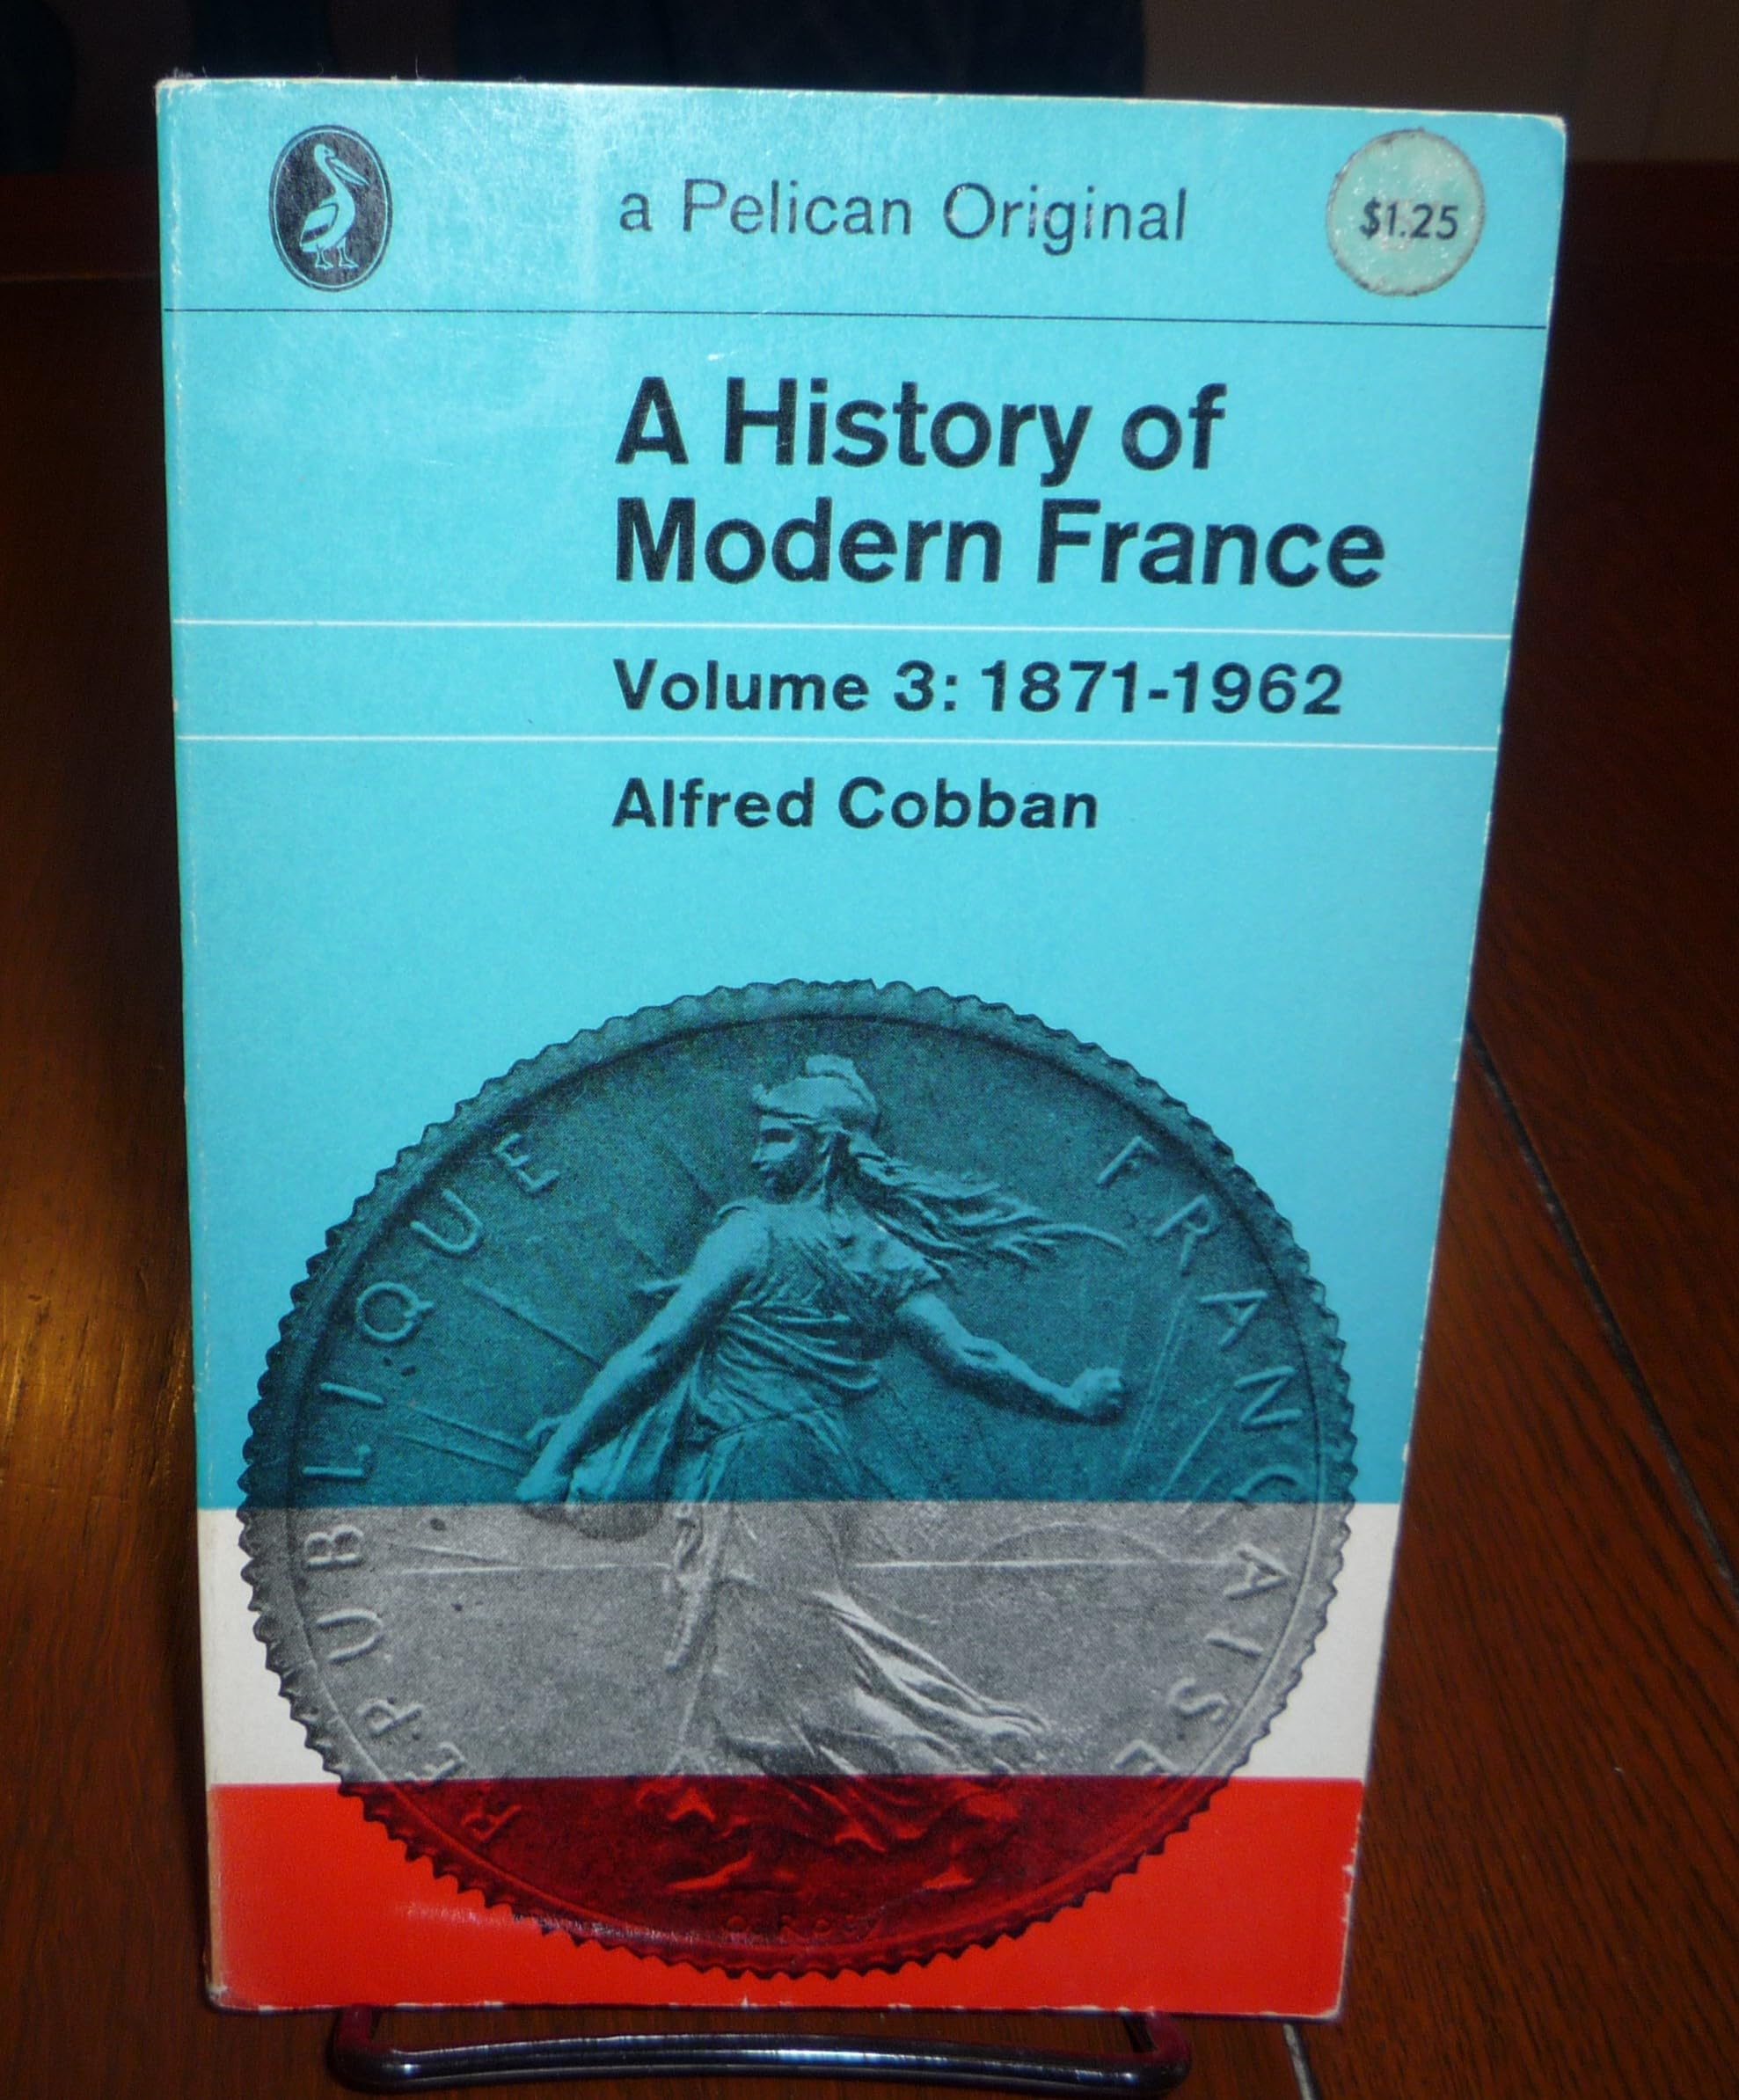 a Pelican Original
$1.25
A History of
Modern France
Volume 3: 1871-1962
Alfred Cobban
REPUBLIQUE
FRANCAISE